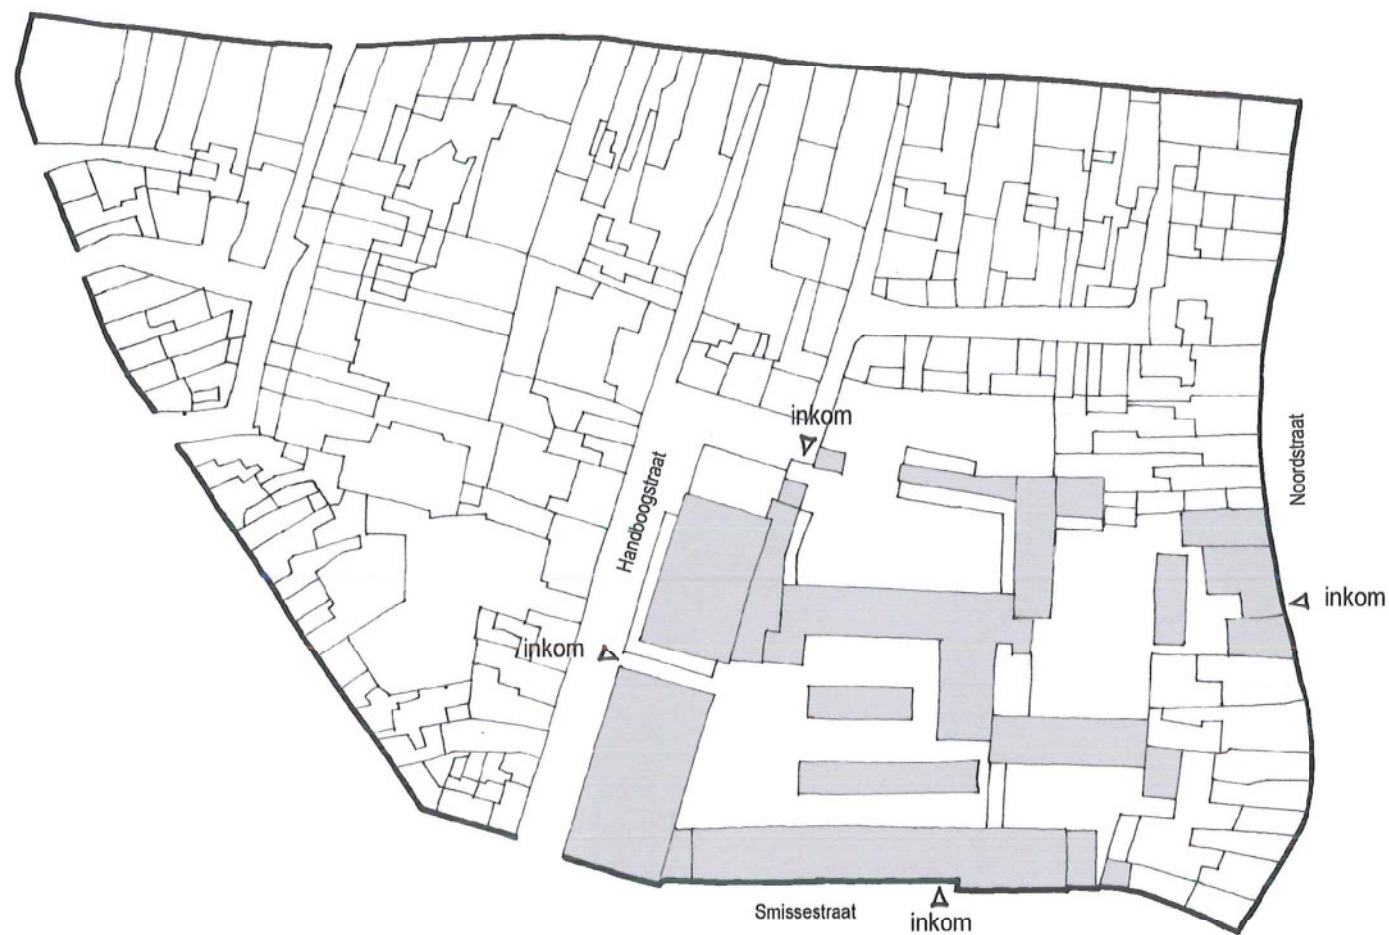 inkom
Noordstraat
Handboogstraat
inkom
inkom
Smissestraat
inkom